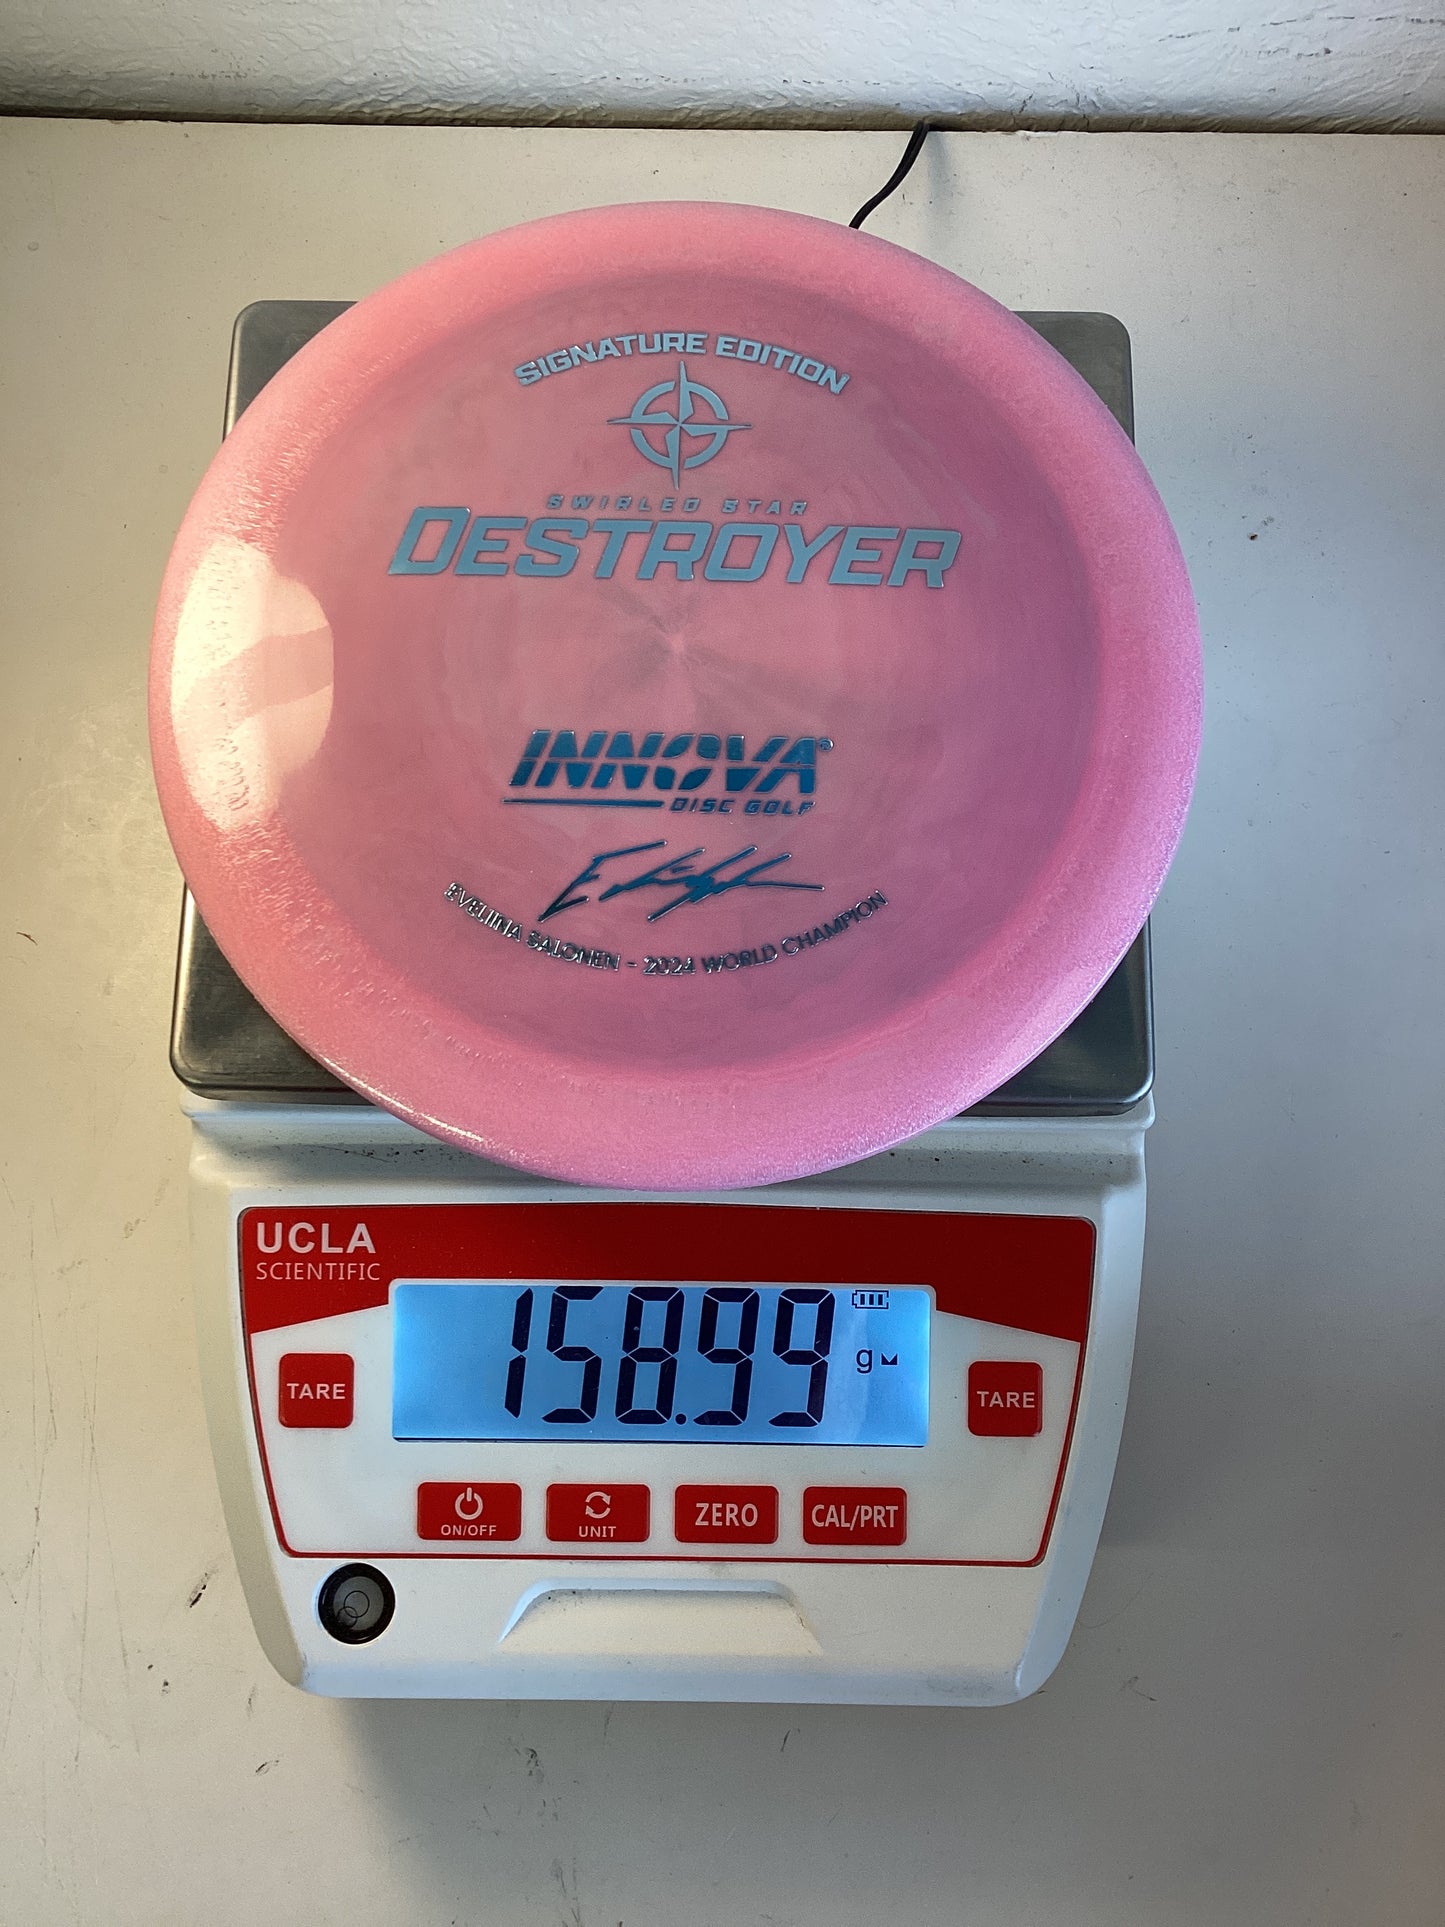 SIGNATURE EDITION
SWIRLED STAR
DESTROYER
INNOVA®
DISC GOLF
EVELIINA SALONEN - 2024 WORLD CHAMPION
UCLA
SCIENTIFIC
158.99
g
TARE
TARE
ON/OFF
UNIT
ZERO
CAL/PRT